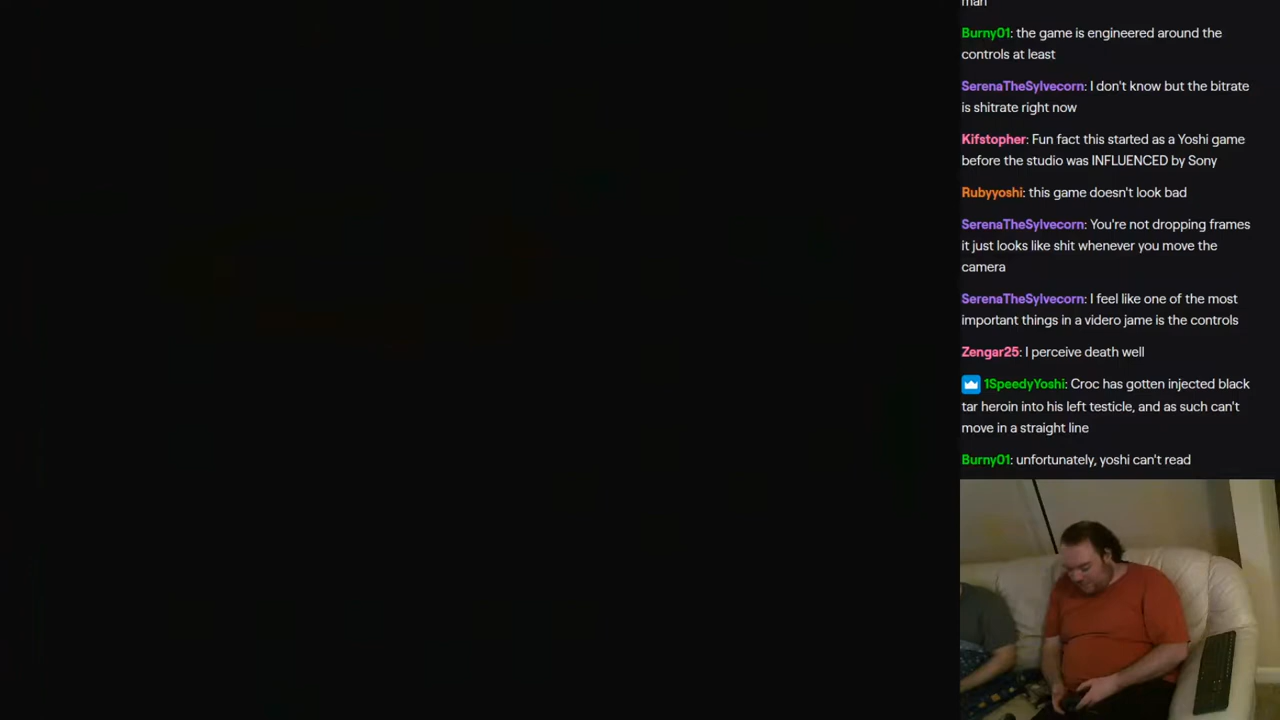 man
Burny01: the game is engineered around the
controls at least
SerenaTheSylvecorn: I don't know but the bitrate
is shitrate right now
Kifstopher: Fun fact this started as a Yoshi game
before the studio was INFLUENCED by Sony
Rubyyoshi: this game doesn't look bad
SerenaTheSylvecorn: You're not dropping frames
it just looks like shit whenever you move the
camera
SerenaTheSylvecorn: I feel like one of the most
important things in a video jame is the controls
Zengar25: I perceive death well
1SpeedyYoshi: Croc has gotten injected black
tar heroin into his left testicle, and as such can't
move in a straight line
Burny01: unfortunately, yoshi can't read